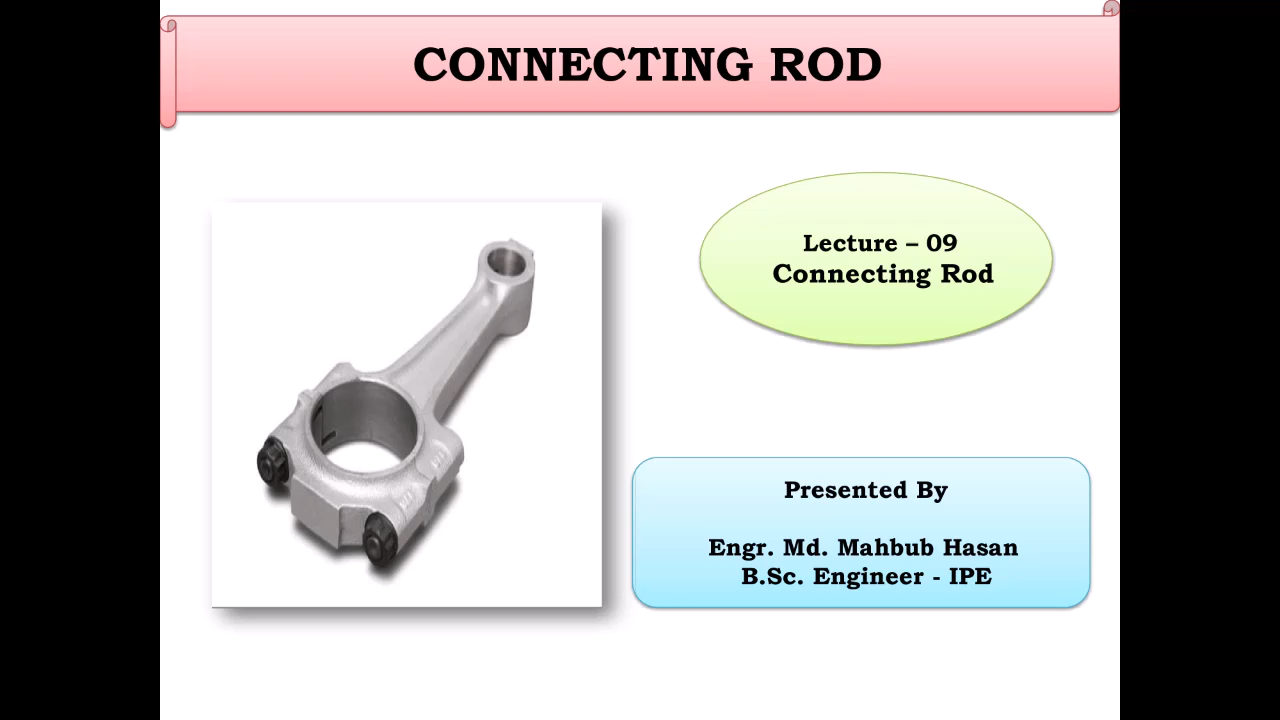 CONNECTING ROD
Lecture – 09
Connecting Rod
Presented By
Engr. Md. Mahbub Hasan
B.Sc. Engineer - IPE